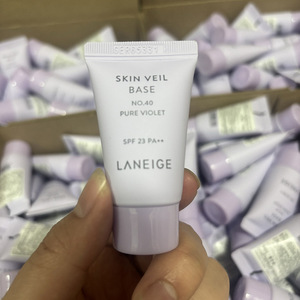 SKIN VEIL
BASE
NO.40
PURE VIOLET
SPF 23 PA++
LANEIGE